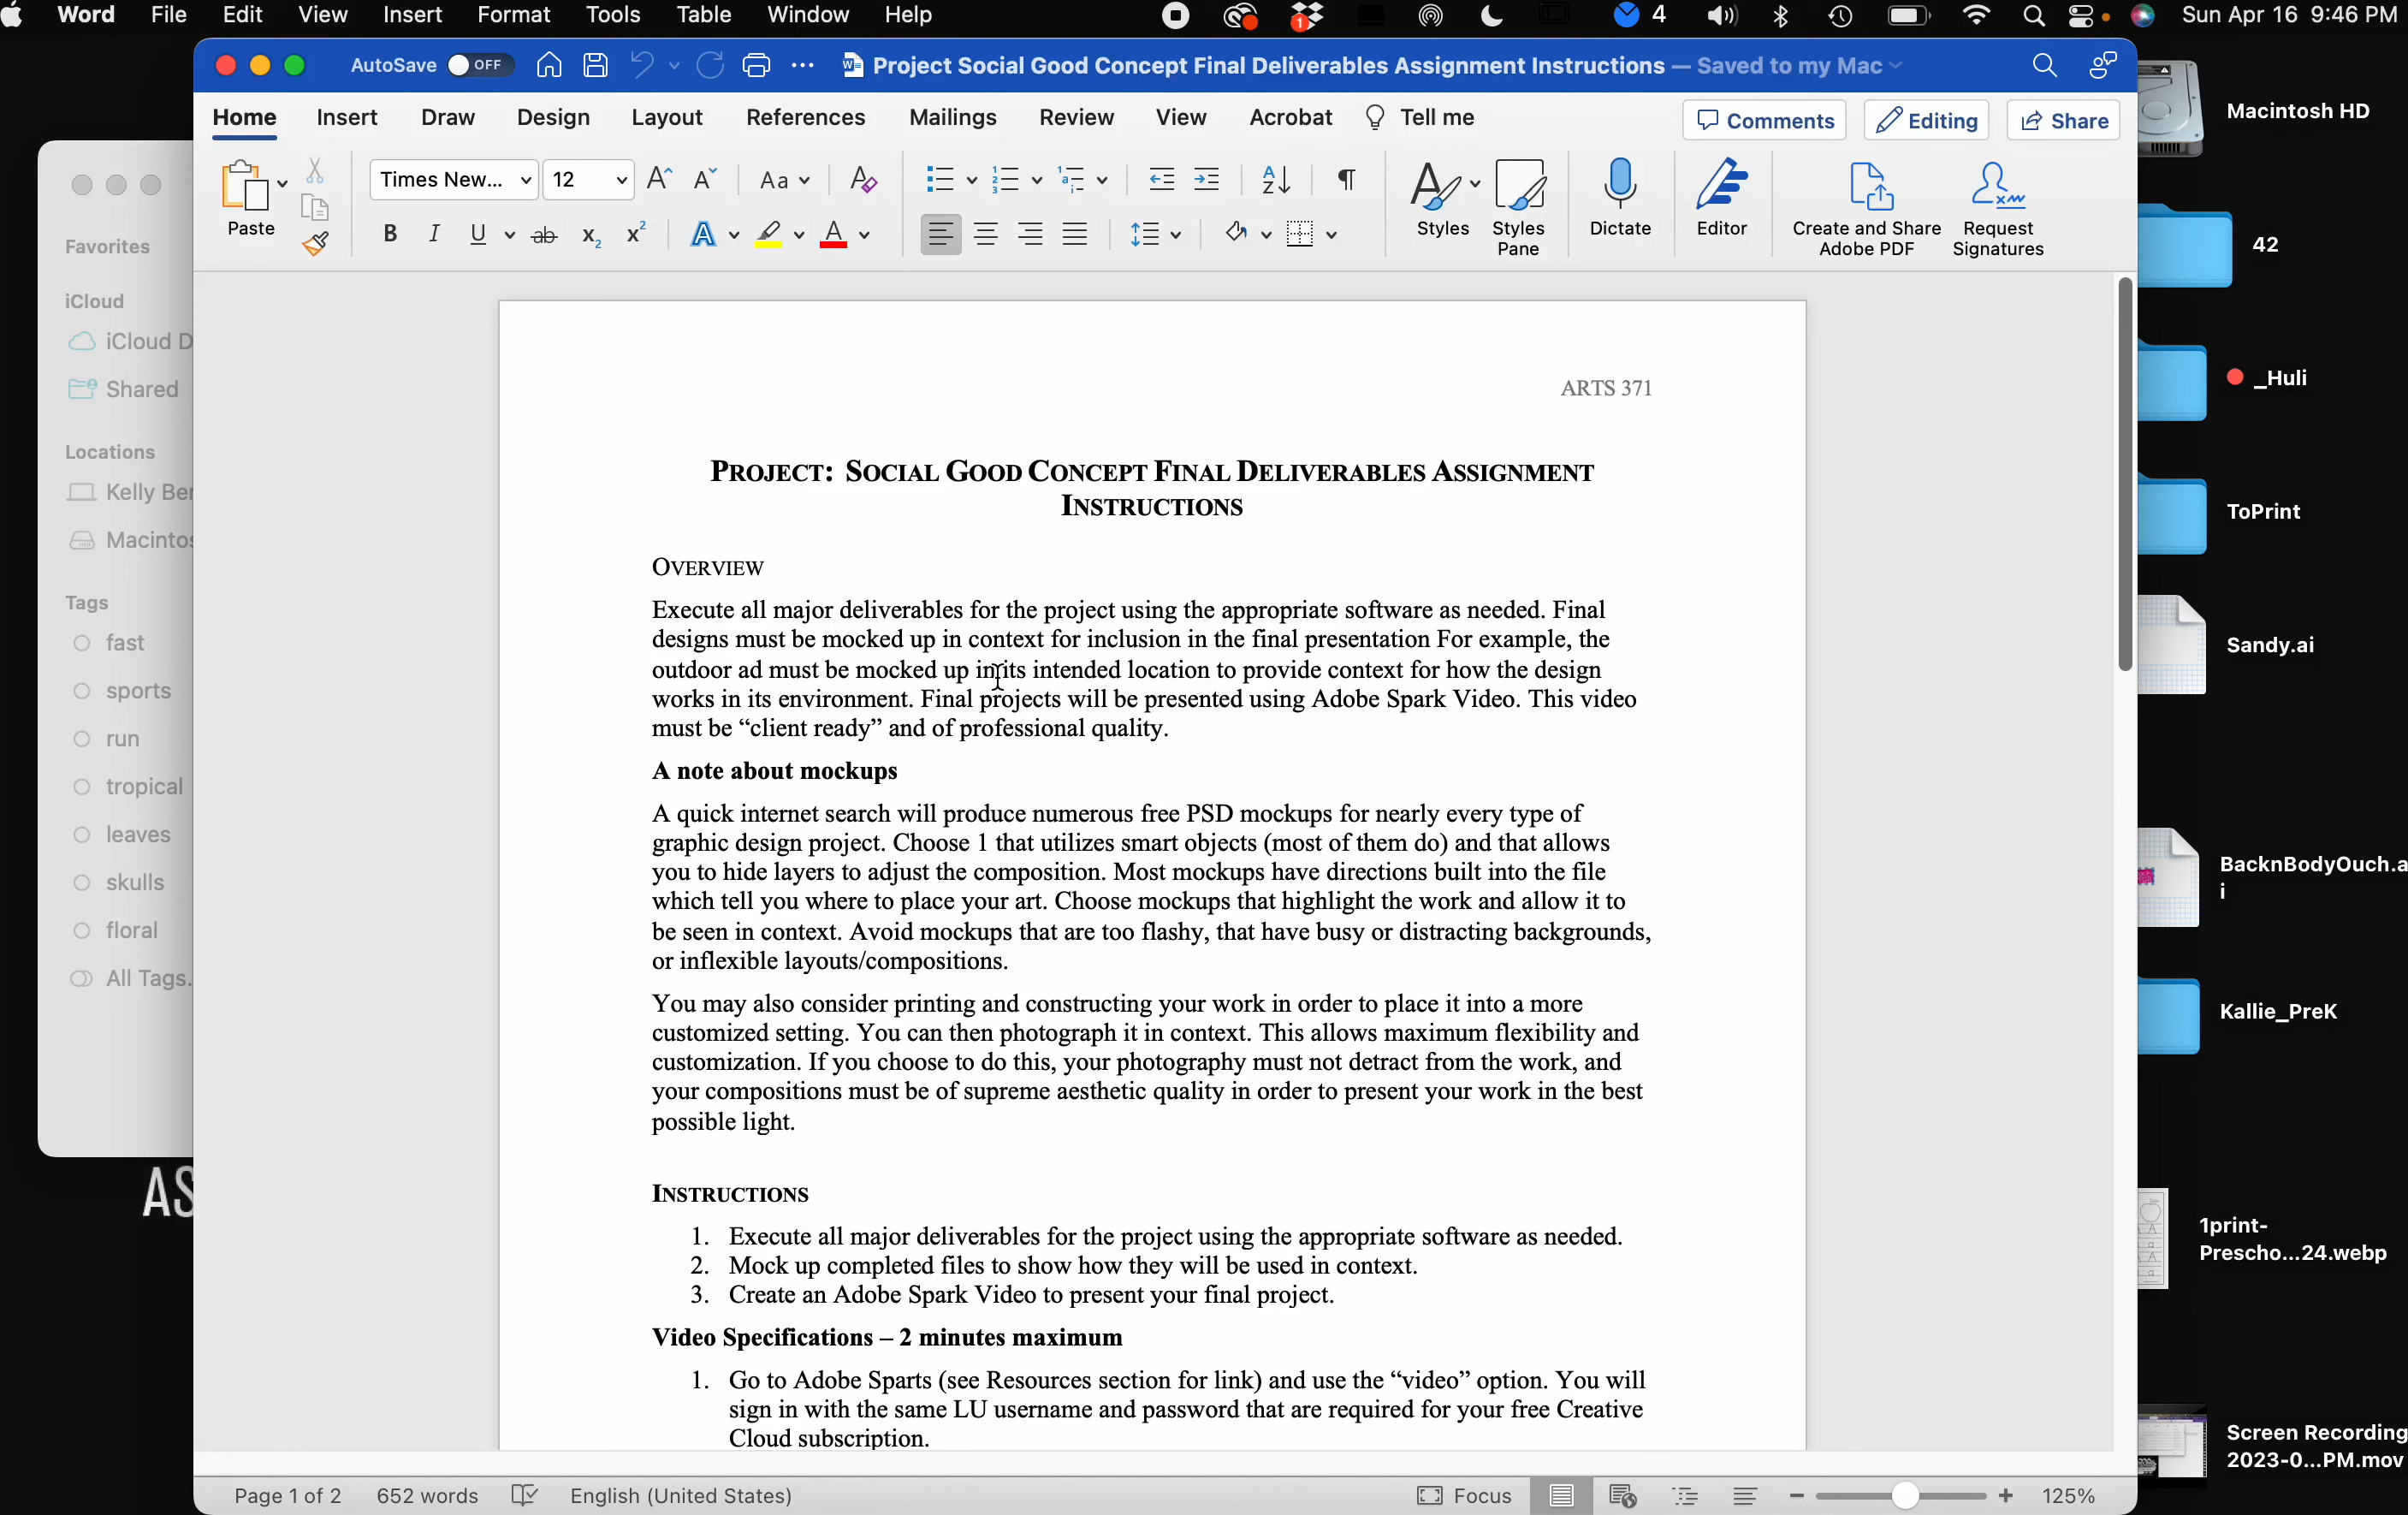 Word File Edit View Insert Format Tools Table Window Help
1 4 Sun Apr 16 9:46 PM
AutoSave OFF Project Social Good Concept Final Deliverables Assignment Instructions — Saved to my Mac
Home Insert Draw Design Layout References Mailings Review View Acrobat Tell me Comments Editing Share
Paste Times New... 12 Styles Styles Pane Dictate Editor Create and Share Adobe PDF Request Signatures
Favorites
iCloud
iCloud D
Shared
Locations
Kelly Ber
Macintos
Tags
fast
sports
run
tropical
leaves
skulls
floral
All Tags.
AS
ARTS 371
PROJECT: SOCIAL GOOD CONCEPT FINAL DELIVERABLES ASSIGNMENT
INSTRUCTIONS
OVERVIEW
Execute all major deliverables for the project using the appropriate software as needed. Final
designs must be mocked up in context for inclusion in the final presentation For example, the
outdoor ad must be mocked up in its intended location to provide context for how the design
works in its environment. Final projects will be presented using Adobe Spark Video. This video
must be “client ready” and of professional quality.
A note about mockups
A quick internet search will produce numerous free PSD mockups for nearly every type of
graphic design project. Choose 1 that utilizes smart objects (most of them do) and that allows
you to hide layers to adjust the composition. Most mockups have directions built into the file
which tell you where to place your art. Choose mockups that highlight the work and allow it to
be seen in context. Avoid mockups that are too flashy, that have busy or distracting backgrounds,
or inflexible layouts/compositions.
You may also consider printing and constructing your work in order to place it into a more
customized setting. You can then photograph it in context. This allows maximum flexibility and
customization. If you choose to do this, your photography must not detract from the work, and
your compositions must be of supreme aesthetic quality in order to present your work in the best
possible light.
INSTRUCTIONS
1. Execute all major deliverables for the project using the appropriate software as needed.
2. Mock up completed files to show how they will be used in context.
3. Create an Adobe Spark Video to present your final project.
Video Specifications – 2 minutes maximum
1. Go to Adobe Sparts (see Resources section for link) and use the “video” option. You will
sign in with the same LU username and password that are required for your free Creative
Cloud subscription.
Page 1 of 2 652 words English (United States) Focus 125%
Macintosh HD
42
_Huli
ToPrint
Sandy.ai
BacknBodyOuch.a
i
Kallie_PreK
1print-
Prescho...24.webp
Screen Recording
2023-0...PM.mov